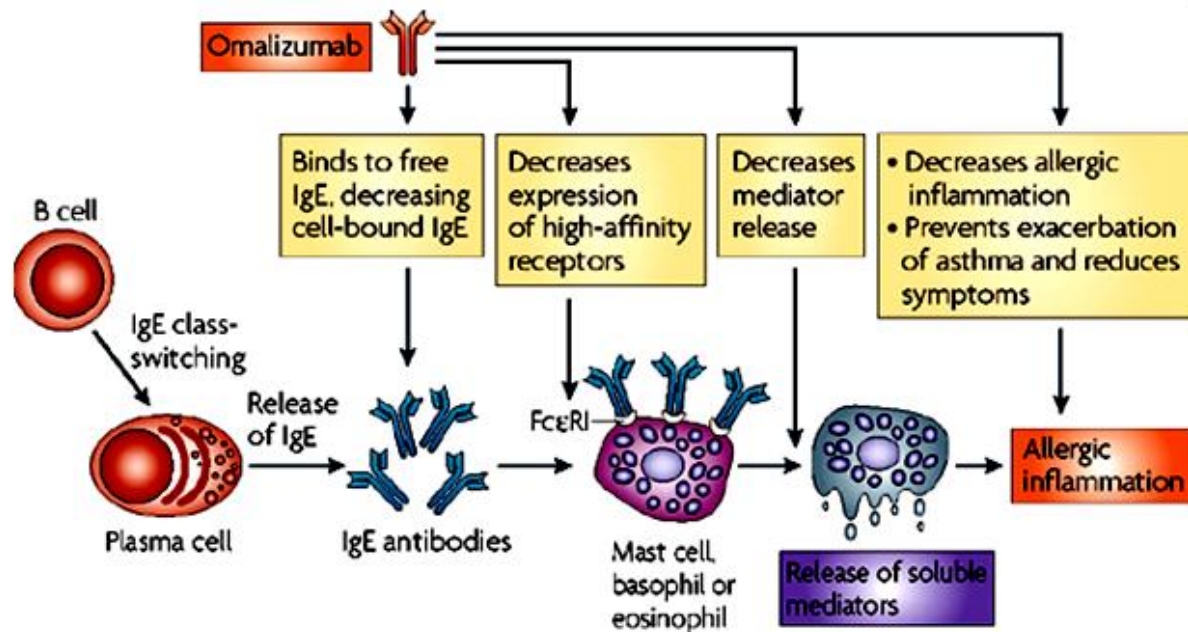 Omalizumab
Binds to free
IgE, decreasing
cell-bound IgE
Decreases
expression
of high-affinity
receptors
Decreases
mediator
release
• Decreases allergic
inflammation
• Prevents exacerbation
of asthma and reduces
symptoms
B cell
IgE class-
switching
Release
of IgE
FcεRI
Allergic
inflammation
Plasma cell
IgE antibodies
Mast cell,
basophil or
eosinophil
Release of soluble
mediators